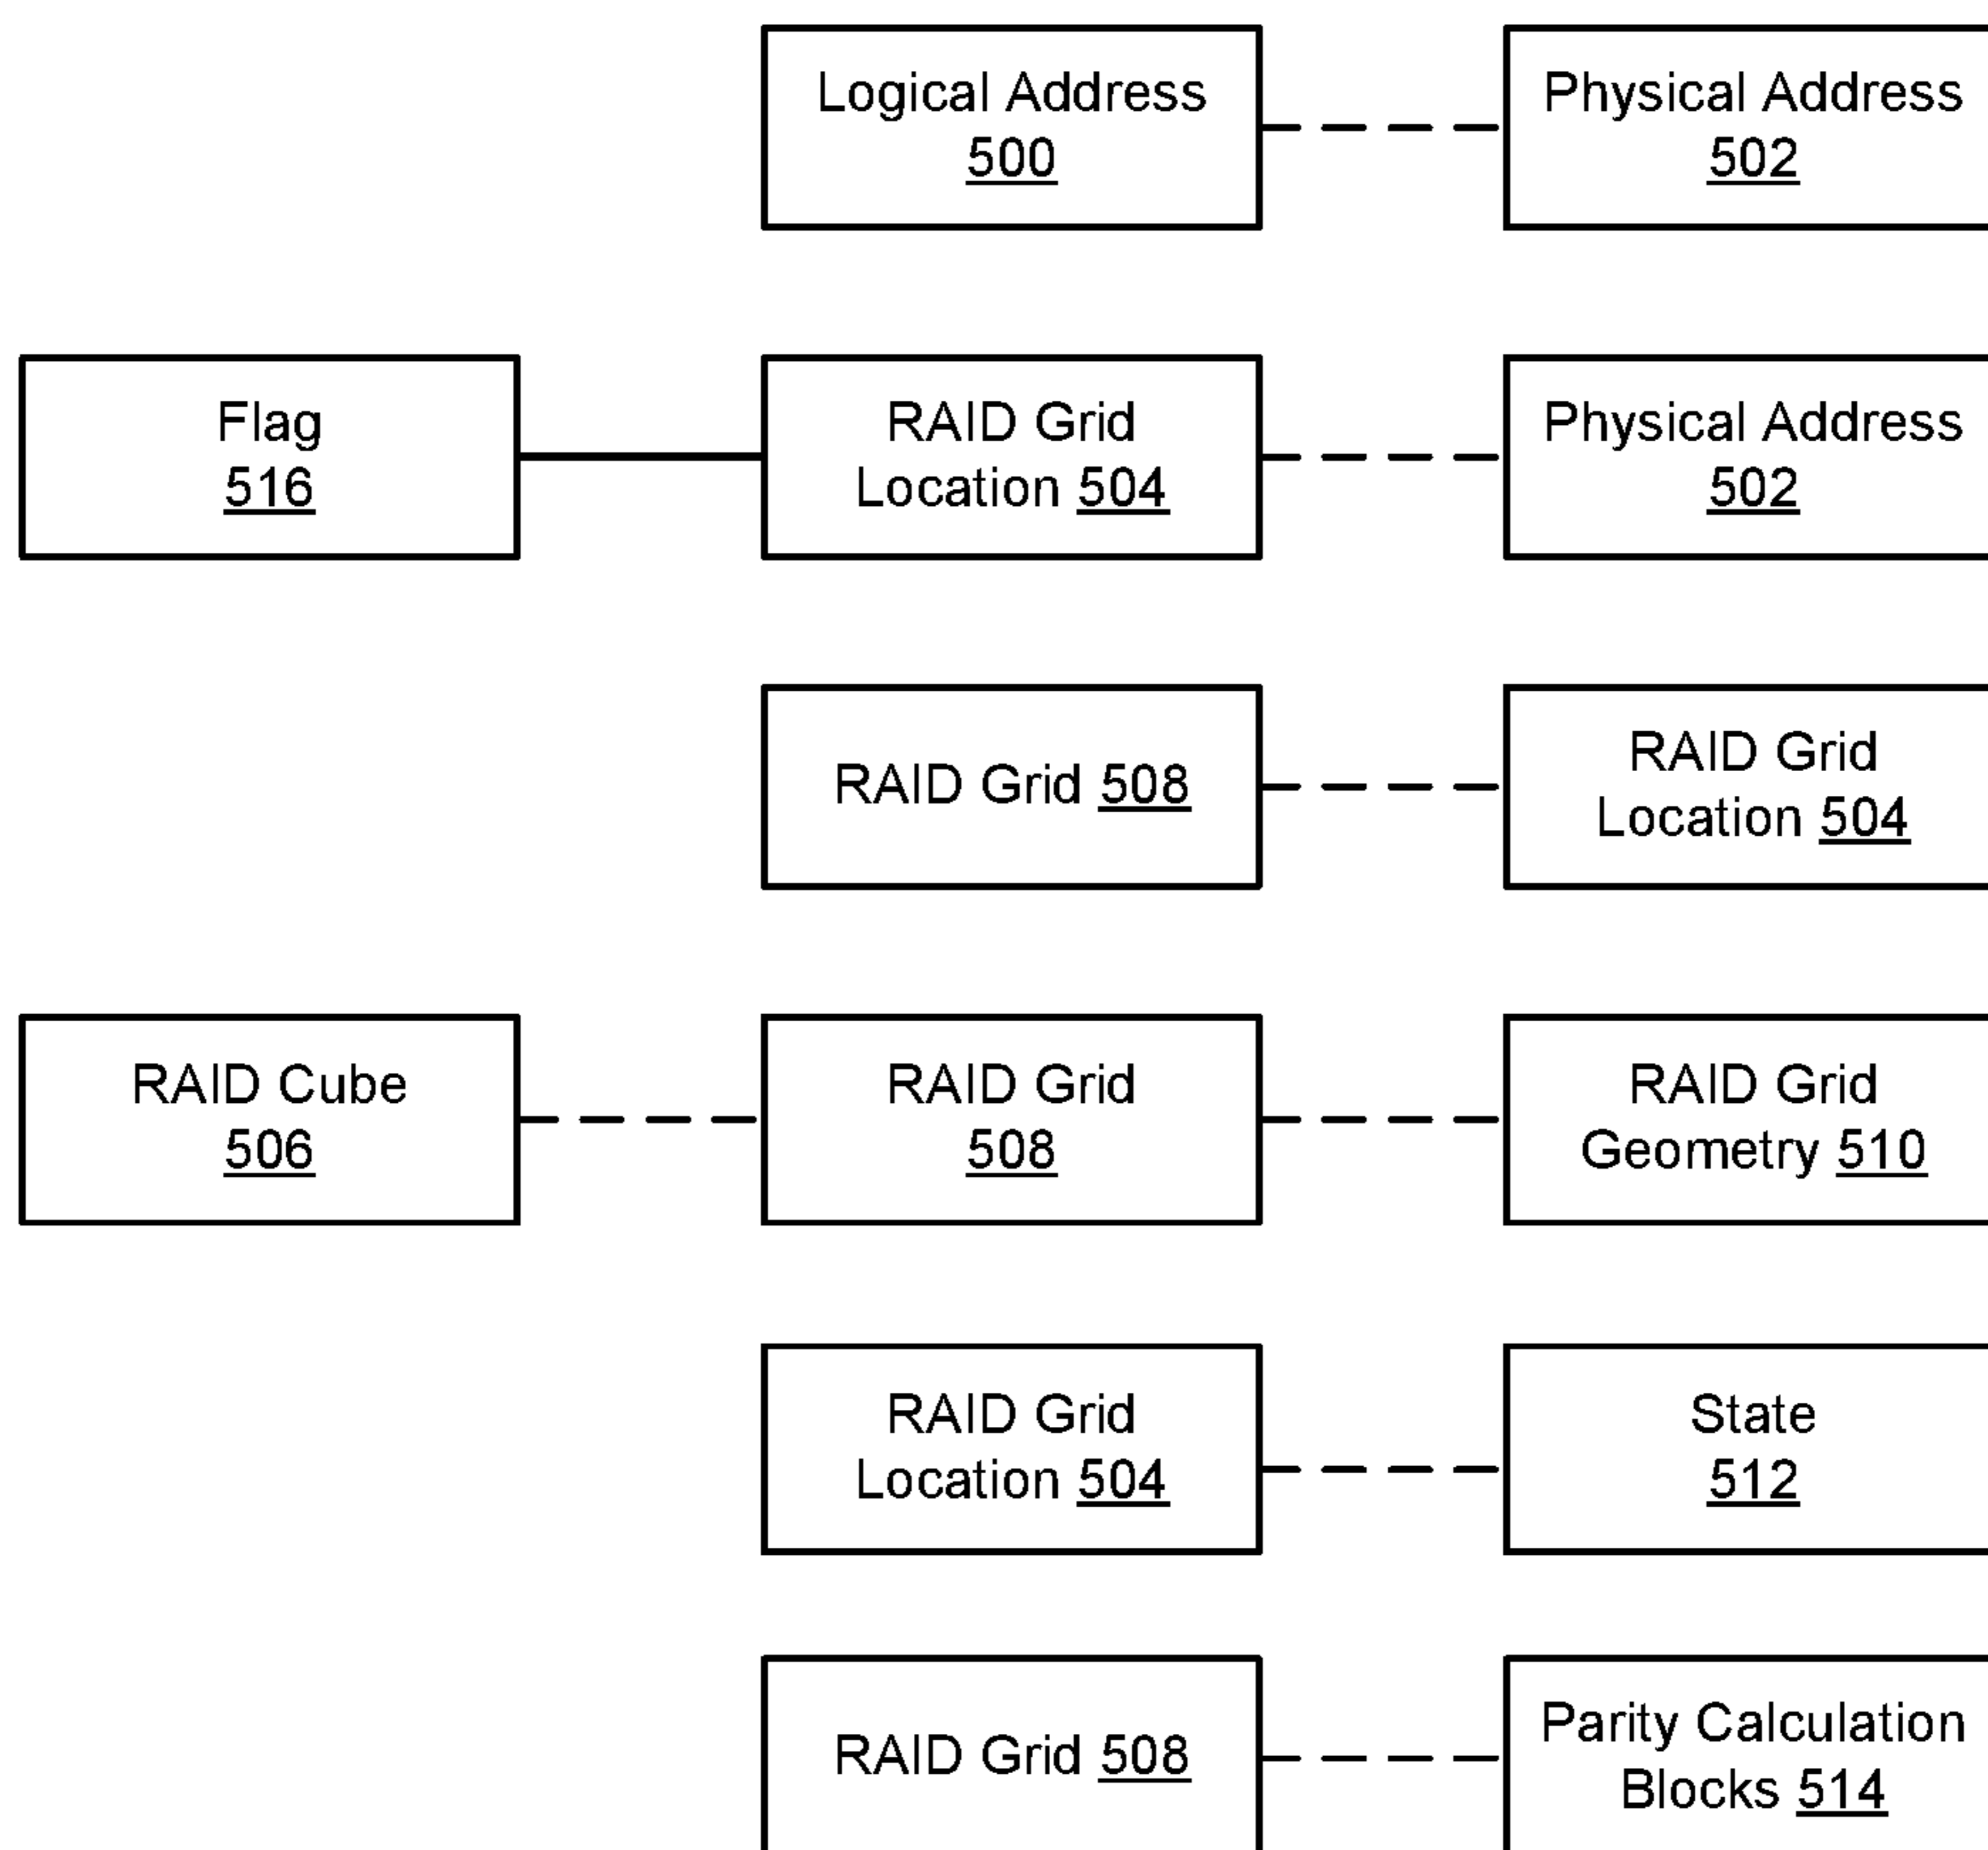 Logical Address
500
Physical Address
502
Flag
516
RAID Grid
Location 504
Physical Address
502
RAID Grid 508
RAID Grid
Location 504
RAID Cube
506
RAID Grid
508
RAID Grid
Geometry 510
RAID Grid
Location 504
State
512
RAID Grid 508
Parity Calculation
Blocks 514